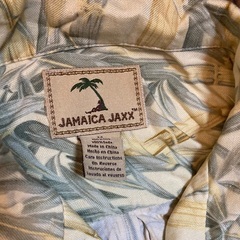 JAMAICA JAXX™
Made in China
Hecho en China
Care Instructions
On Reverse
Instrucciones de
lavado al reverso